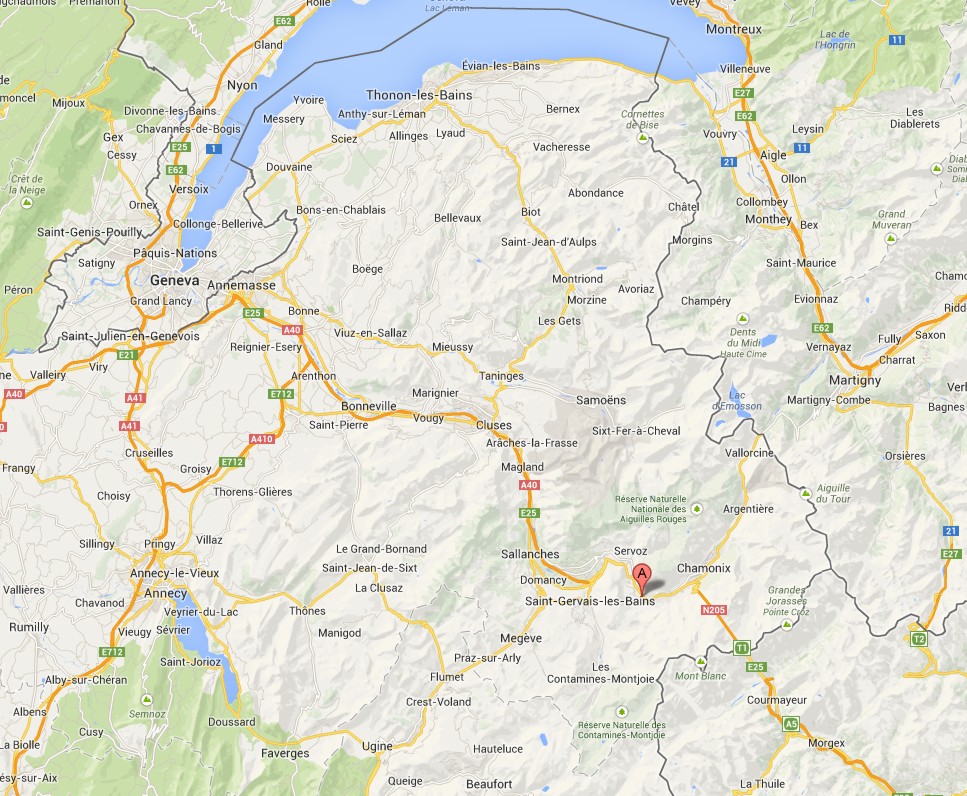 ngchaumois
Prémanon
Rolle
Lac Léman
Vevey
E62
Montreux
Gland
Lac de
l'Hongrin
11
Évian-les-Bains
Villeneuve
Nyon
moncel
Mijoux
Yvoire
Thonon-les-Bains
E27
Divonne-les-Bains
Messery
Anthy-sur-Léman
Bernex
Cornettes
de Bise
E62
Les
Diablerets
Chavannes-de-Bogis
Gex
Sciez
Allinges
Lyaud
Vouvry
Leysin
E25
1
Vacheresse
11
Cessy
Aigle
21
E62
Douvaine
Ollon
Crêt de
la Neige
Versoix
Abondance
Collombey
Ornex
Bons-en-Chablais
Biot
Châtel
Monthey
Bex
Grand
Muveran
Collonge-Bellerive
Bellevaux
Saint-Genis-Pouilly
Saint-Jean-d'Aulps
Morgins
Pâquis-Nations
Satigny
Boëge
Saint-Maurice
Geneva
Annemasse
Montriond
Avoriaz
Péron
Morzine
Champéry
Evionnaz
Grand Lancy
E25
Bonne
Les Gets
Ridd
A40
Viuz-en-Sallaz
E62
Saint-Julien-en-Genevois
Dents
du Midi
Haute Cime
Fully
Saxon
Reignier-Esery
Mieussy
Vernayaz
E21
Charrat
Viry
Valleiry
Arenthon
Taninges
Martigny
A40
A41
E712
Marignier
Lac
d'Emosson
Martigny-Combe
Bagnes
Bonneville
Samoëns
Vougy
Saint-Pierre
Cluses
A41
Sixt-Fer-à-Cheval
A410
Arâches-la-Frasse
Cruseilles
Vallorcine
Orsières
Frangy
Groisy
E712
Magland
A40
Choisy
Thorens-Glières
Aiguille
du Tour
Réserve Naturelle
Nationale des
Aiguilles Rouges
Argentière
E25
21
Sillingy
Pringy
Villaz
Le Grand-Bornand
Sallanches
Servoz
E27
Saint-Jean-de-Sixt
Annecy-le-Vieux
A
Chamonix
Domancy
La Clusaz
Annecy
Chavanod
Saint-Gervais-les-Bains
Grandes
Jorasses
Pointe Croz
Thônes
N205
Veyrier-du-Lac
Rumilly
Vieugy
Sévrier
Manigod
Megève
T2
T1
E712
Praz-sur-Arly
Saint-Jorioz
Les
Contamines-Montjoie
E25
Mont Blanc
Alby-sur-Chéran
Flumet
Semnoz
Crest-Voland
Courmayeur
Albens
Doussard
Réserve Naturelle des
Contamines-Montjoie
A5
Cusy
La Biolle
Ugine
Hauteluce
Morgex
Faverges
Queige
Beaufort
La Thuile